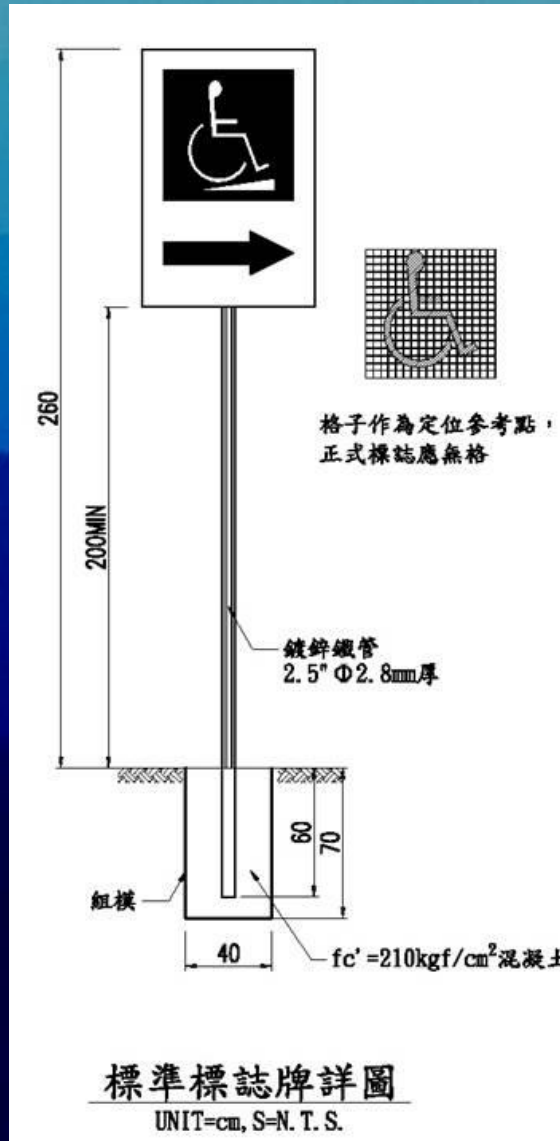 260
200MIN
格子作為定位參考點，
正式標誌應無格
鍍鋅鐵管
2.5" Φ2.8mm厚
60
70
組模
40
fc'=210kgf/cm²混凝土
標準標誌牌詳圖
UNIT=cm, S=N.T.S.